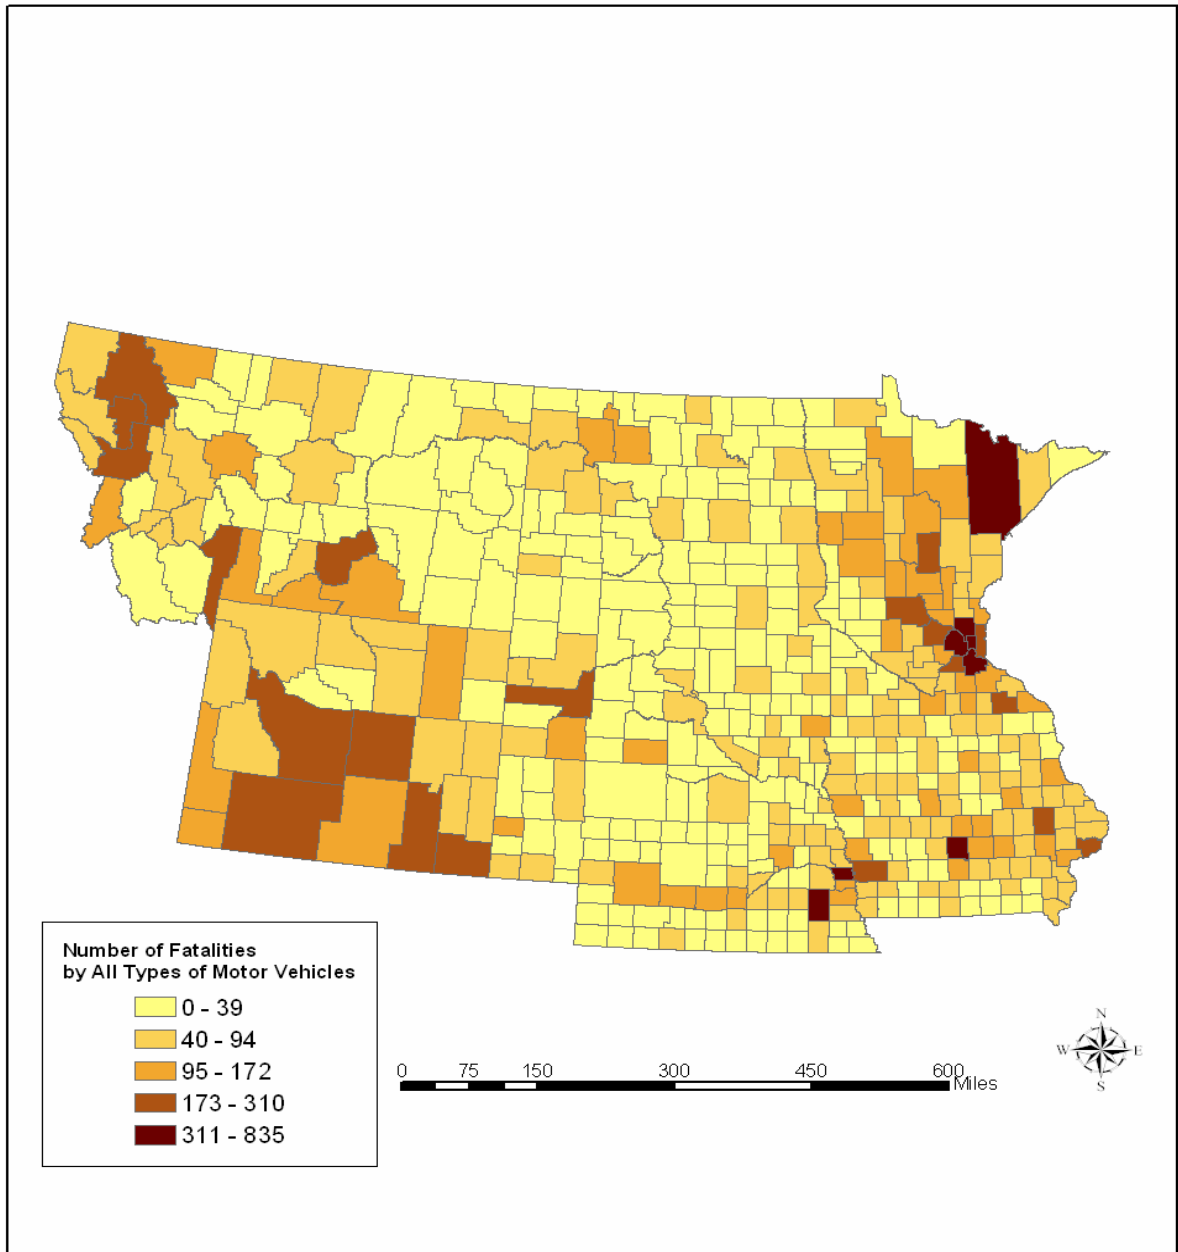 Number of Fatalities
by All Types of Motor Vehicles
0 - 39
40 - 94
95 - 172
173 - 310
311 - 835
0 75 150 300 450 600
Miles
N
W E
S